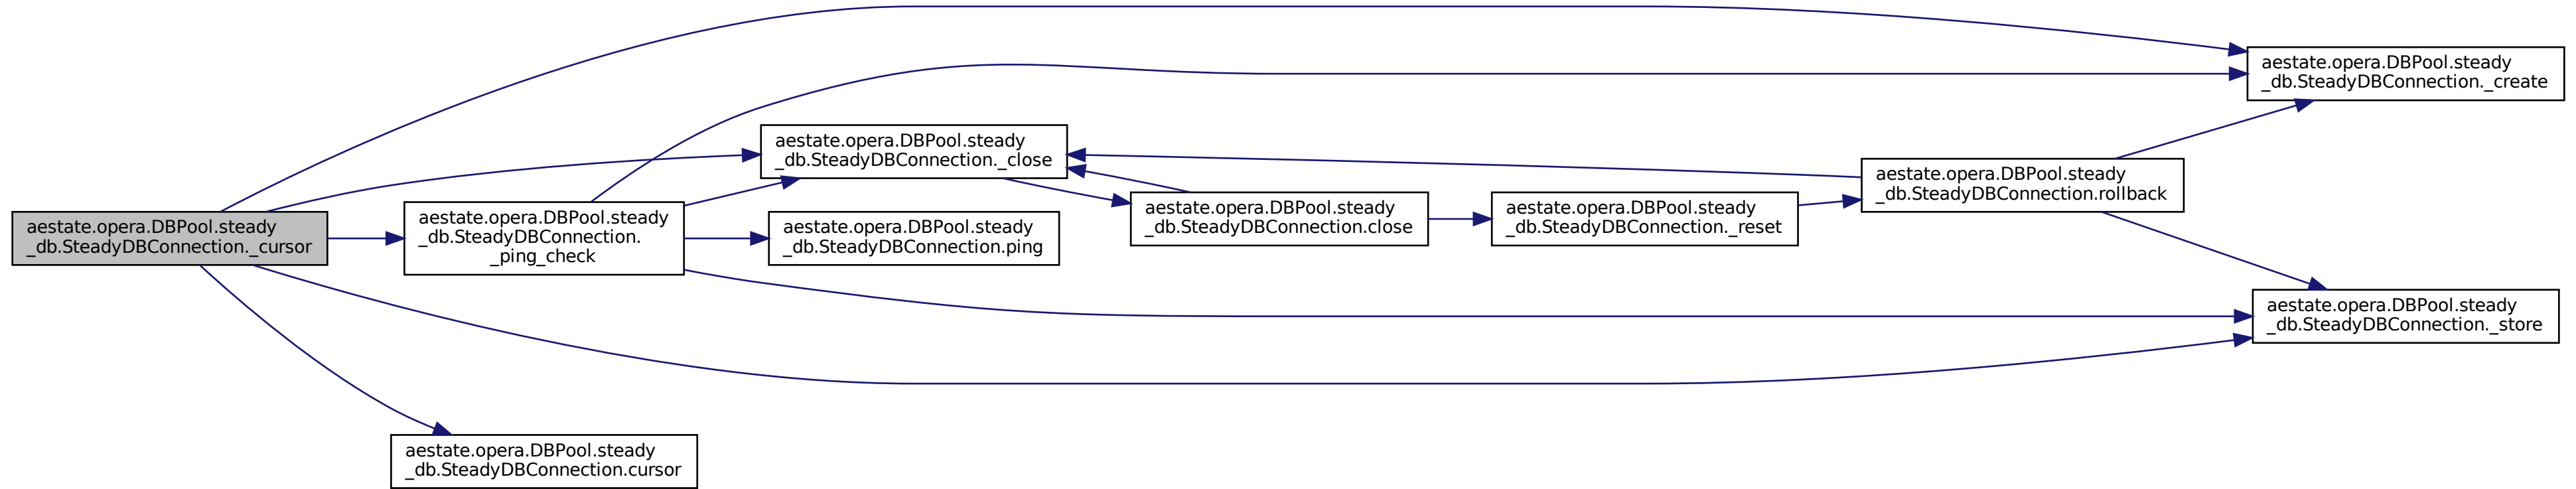 aestate.opera.DBPool.steady
_db.SteadyDBConnection._cursor
aestate.opera.DBPool.steady
_db.SteadyDBConnection.
_ping_check
aestate.opera.DBPool.steady
_db.SteadyDBConnection._close
aestate.opera.DBPool.steady
_db.SteadyDBConnection.ping
aestate.opera.DBPool.steady
_db.SteadyDBConnection.close
aestate.opera.DBPool.steady
_db.SteadyDBConnection._reset
aestate.opera.DBPool.steady
_db.SteadyDBConnection.rollback
aestate.opera.DBPool.steady
_db.SteadyDBConnection._create
aestate.opera.DBPool.steady
_db.SteadyDBConnection._store
aestate.opera.DBPool.steady
_db.SteadyDBConnection.cursor